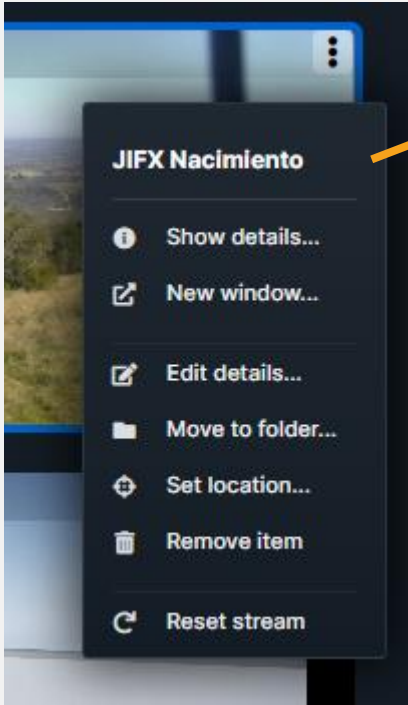 JIFX Nacimiento
Show details...
New window...
Edit details...
Move to folder...
Set location...
Remove item
Reset stream